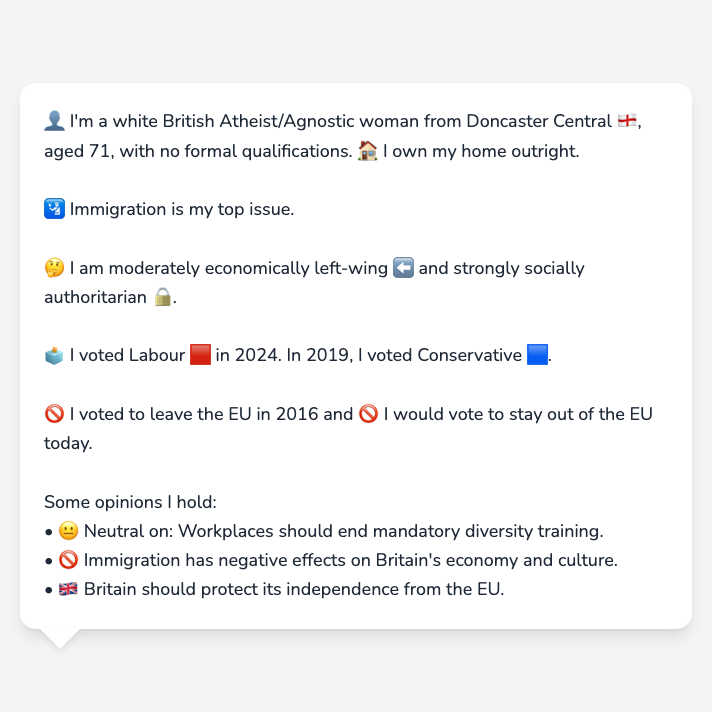 👤 I'm a white British Atheist/Agnostic woman from Doncaster Central 🏴󠁧󠁢󠁥󠁮󠁧󠁿,
aged 71, with no formal qualifications. 🏠 I own my home outright.
🛂 Immigration is my top issue.
🤔 I am moderately economically left-wing ⬅️ and strongly socially
authoritarian 🔒.
🗳️ I voted Labour 🟥 in 2024. In 2019, I voted Conservative 🟦.
🚫 I voted to leave the EU in 2016 and 🚫 I would vote to stay out of the EU
today.
Some opinions I hold:
• 😐 Neutral on: Workplaces should end mandatory diversity training.
• 🚫 Immigration has negative effects on Britain's economy and culture.
• 🇬🇧 Britain should protect its independence from the EU.